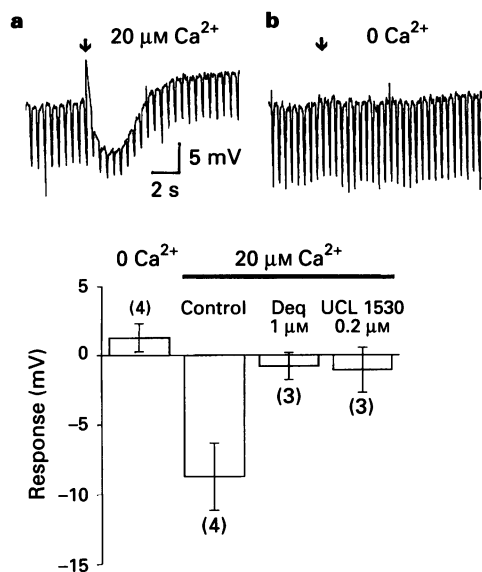 a
20 µM Ca²⁺
b
0 Ca²⁺
5 mV
2 s
0 Ca²⁺ 20 µM Ca²⁺
5
(4) Control Deq UCL 1530
1 µM 0.2 µM
0
(3) (3)
−5
−10
(4)
−15
Response (mV)